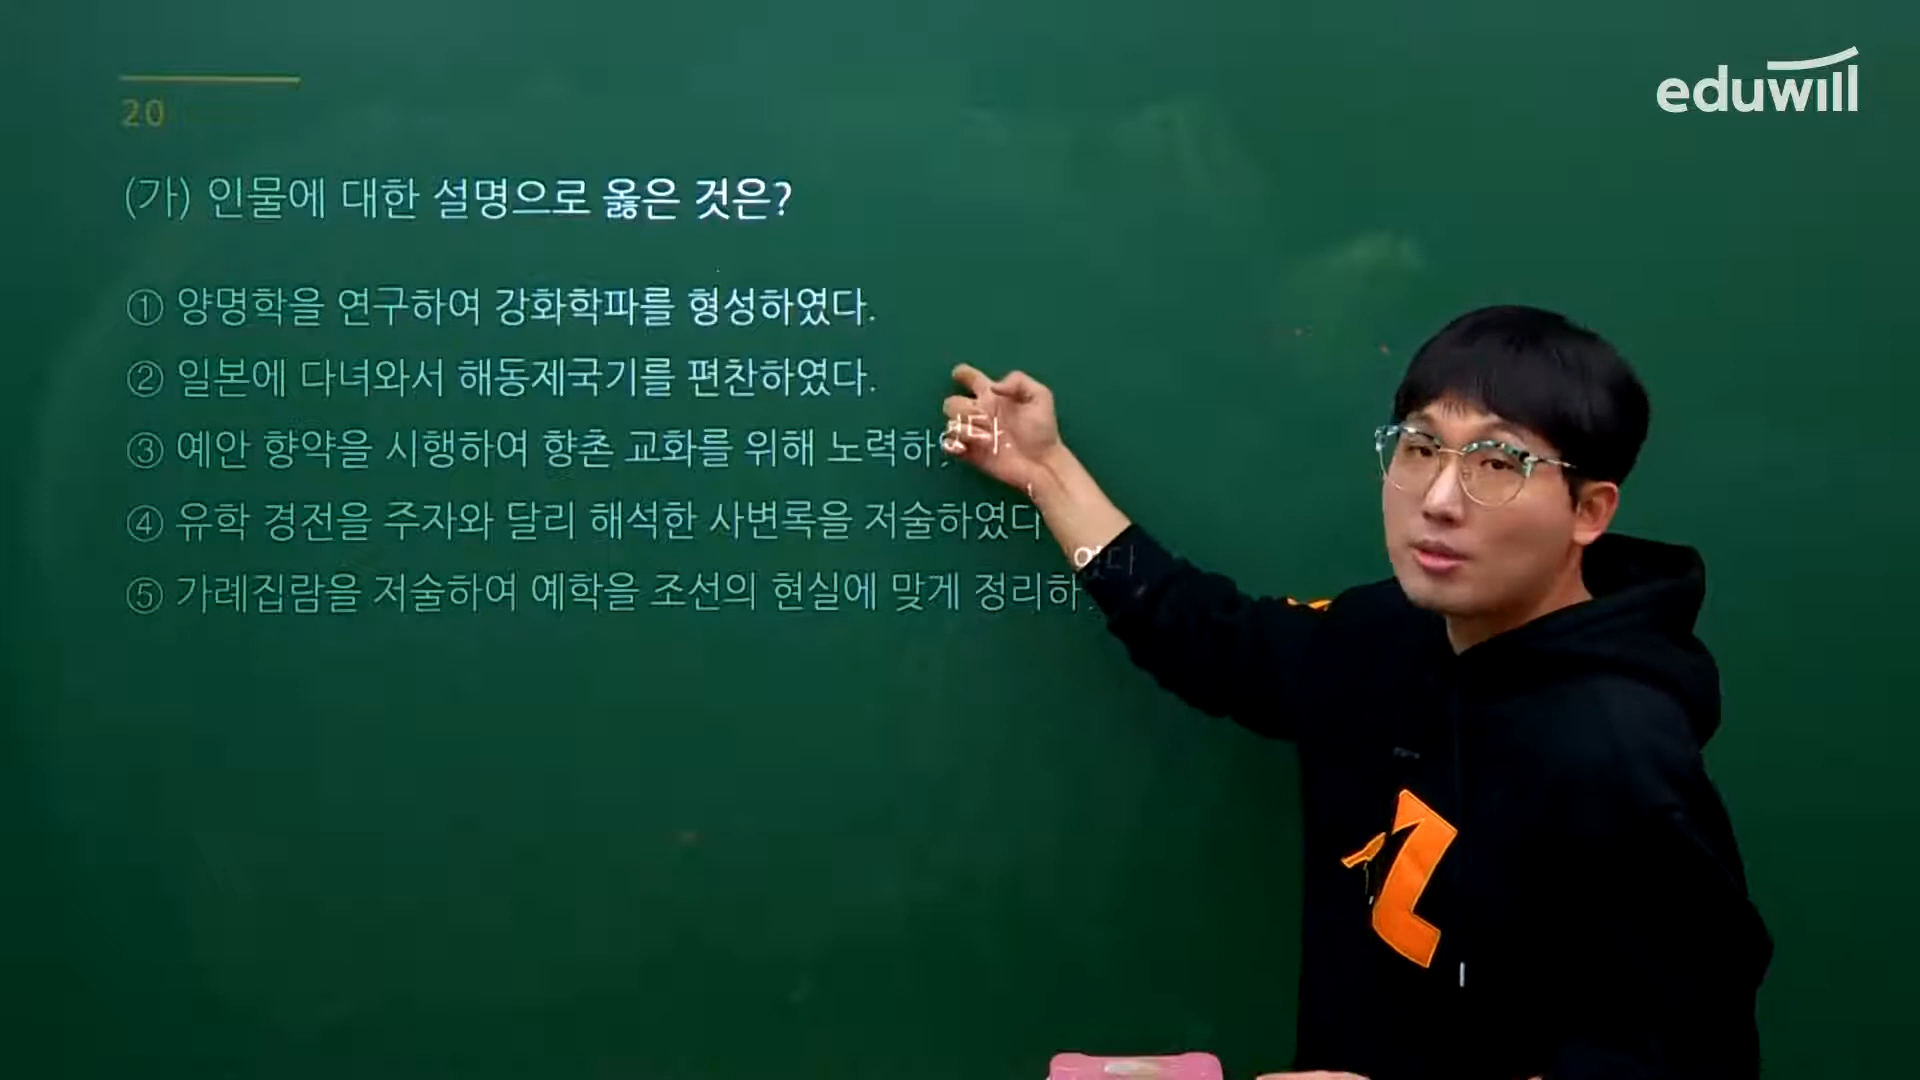 eduwill
20
(가) 인물에 대한 설명으로 옳은 것은?
① 양명학을 연구하여 강화학파를 형성하였다.
② 일본에 다녀와서 해동제국기를 편찬하였다.
③ 예안 향약을 시행하여 향촌 교화를 위해 노력하였다.
④ 유학 경전을 주자와 달리 해석한 사변록을 저술하였다
⑤ 가례집람을 저술하여 예학을 조선의 현실에 맞게 정리하였다